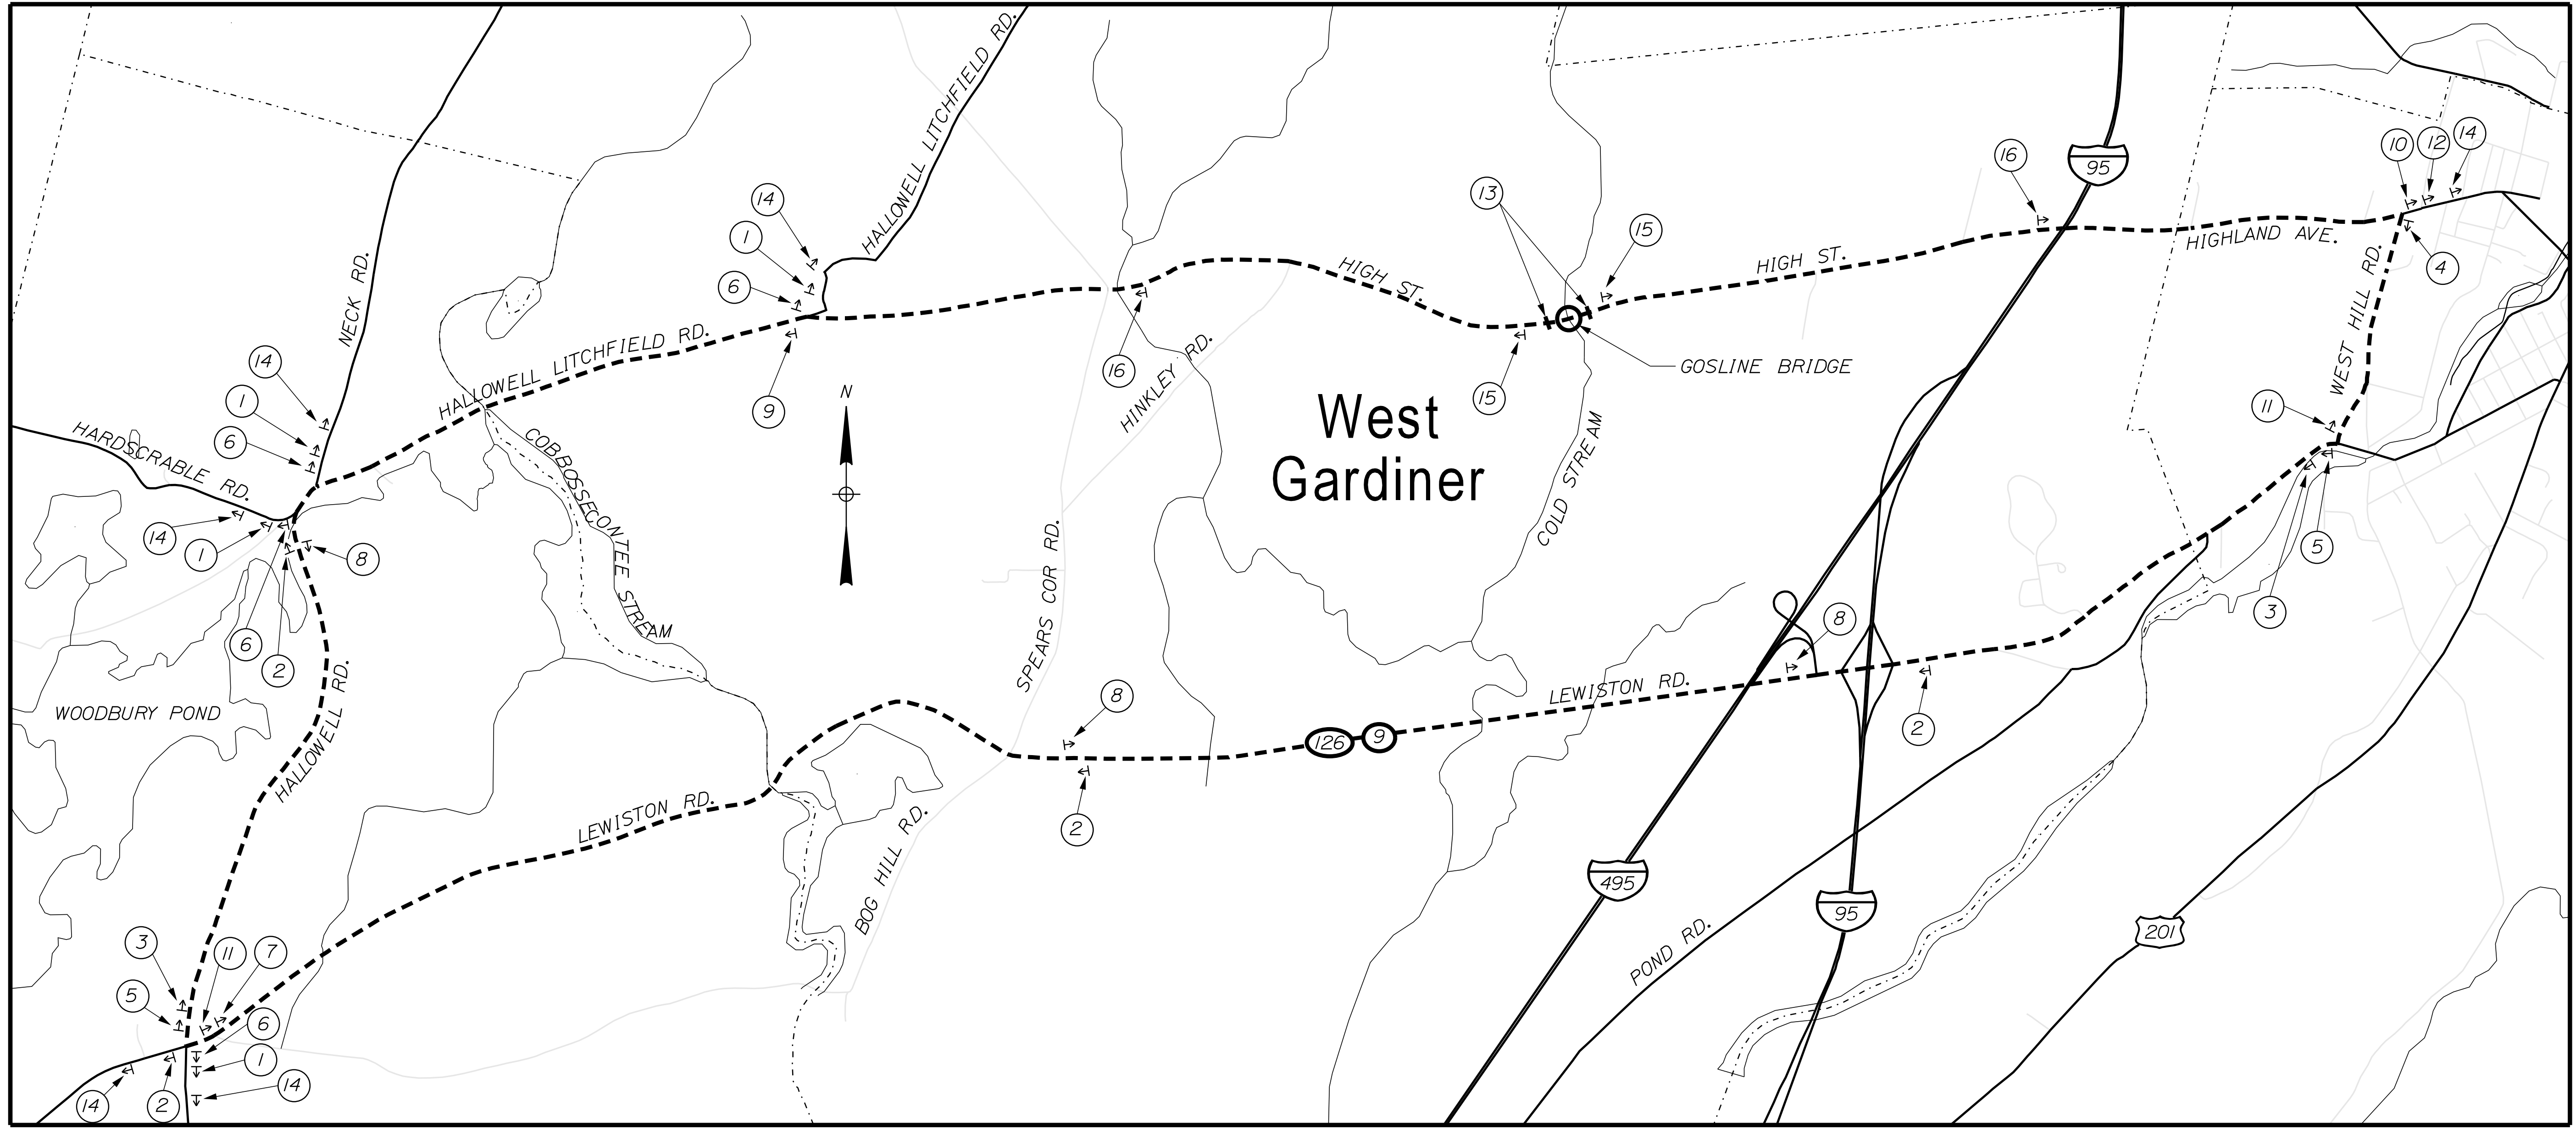 HALLOWELL LITCHFIELD RD.
10
12
14
16
95
14
13
15
1
HIGHLAND AVE.
HIGH ST.
4
NECK RD.
6
HIGH ST.
WEST HILL RD.
14
HALLOWELL LITCHFIELD RD.
GOSLINE BRIDGE
1
9
N
16
HINKLEY RD.
15
West
Gardiner
11
6
HARDSCRABLE RD.
COBBOSSECONTEE STREAM
COLD STREAM
14
1
8
SPEARS COR RD.
5
3
6
2
8
WOODBURY POND
HALLOWELL RD.
8
LEWISTON RD.
2
126
9
LEWISTON RD.
2
BOG HILL RD.
495
95
POND RD.
201
3
11
7
5
6
1
14
2
14